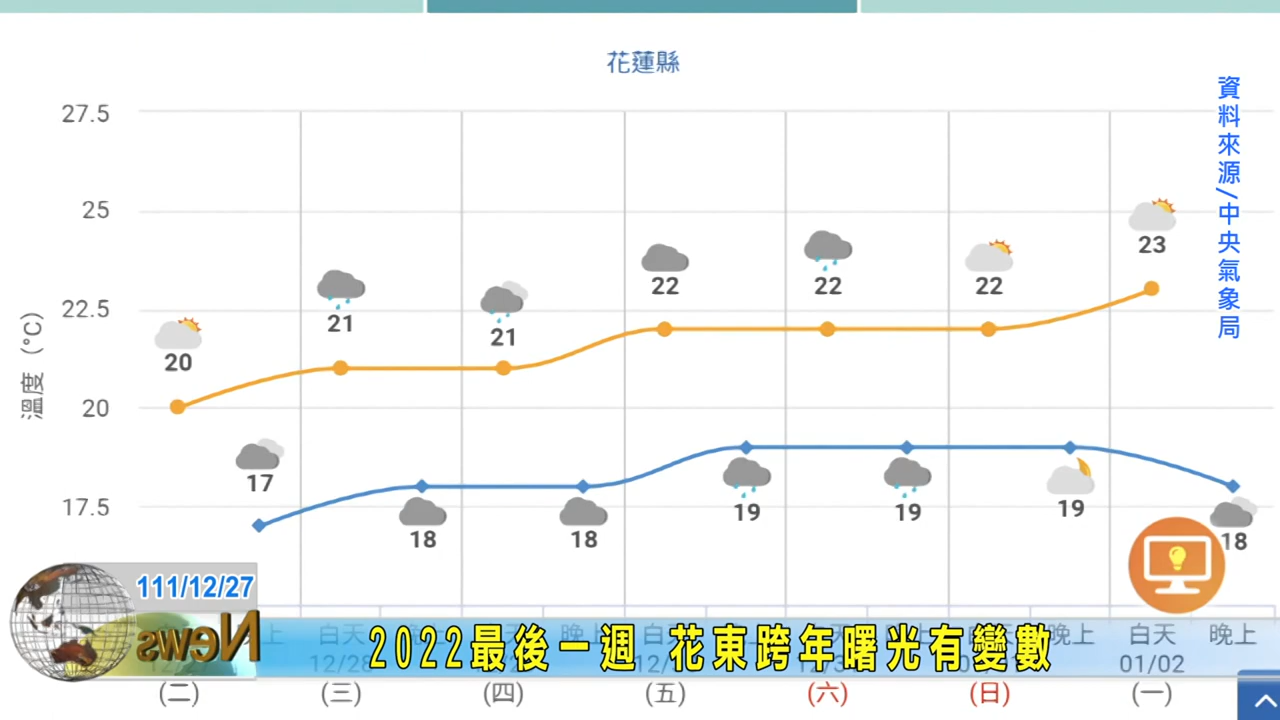 花蓮縣
資料來源/中央氣象局
溫度 (°C)
27.5
25
22.5
20
17.5
20
21
21
22
22
22
23
17
18
18
19
19
19
18
111/12/27
News
2022最後一週 花東跨年曙光有變數
白天
晚上
白天
晚上
白天
12/28
01/02
(二)
(三)
(四)
(五)
(六)
(日)
(一)